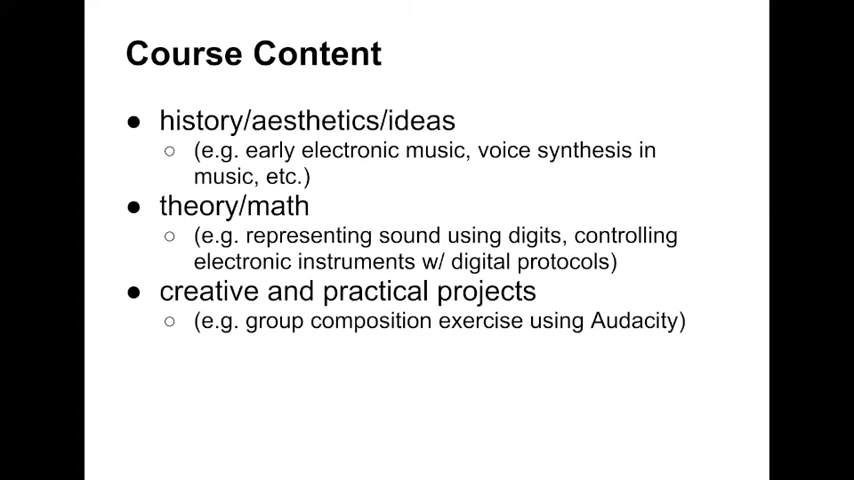 Course Content
● history/aesthetics/ideas
○ (e.g. early electronic music, voice synthesis in
music, etc.)
● theory/math
○ (e.g. representing sound using digits, controlling
electronic instruments w/ digital protocols)
● creative and practical projects
○ (e.g. group composition exercise using Audacity)